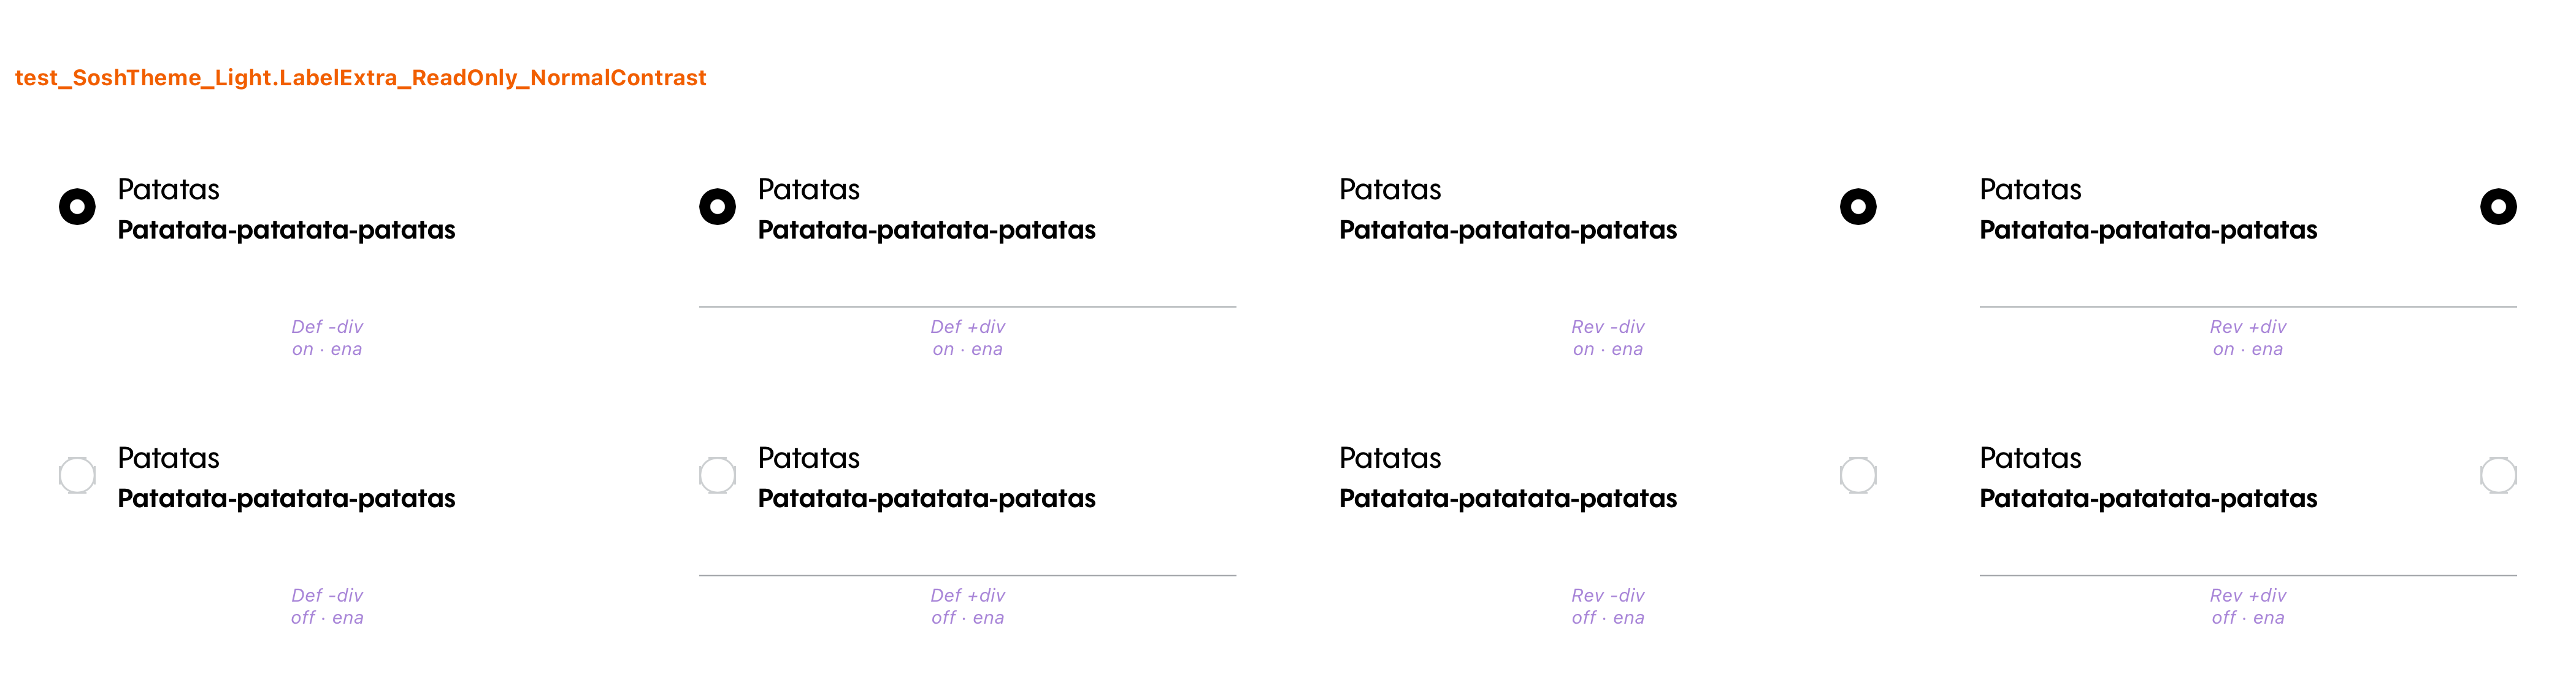 test_SoshTheme_Light.LabelExtra_ReadOnly_NormalContrast
Patatas
Patatata-patatata-patatas
Def -div
on · ena
Patatas
Patatata-patatata-patatas
Def +div
on · ena
Patatas
Patatata-patatata-patatas
Rev -div
on · ena
Patatas
Patatata-patatata-patatas
Rev +div
on · ena
Patatas
Patatata-patatata-patatas
Def -div
off · ena
Patatas
Patatata-patatata-patatas
Def +div
off · ena
Patatas
Patatata-patatata-patatas
Rev -div
off · ena
Patatas
Patatata-patatata-patatas
Rev +div
off · ena